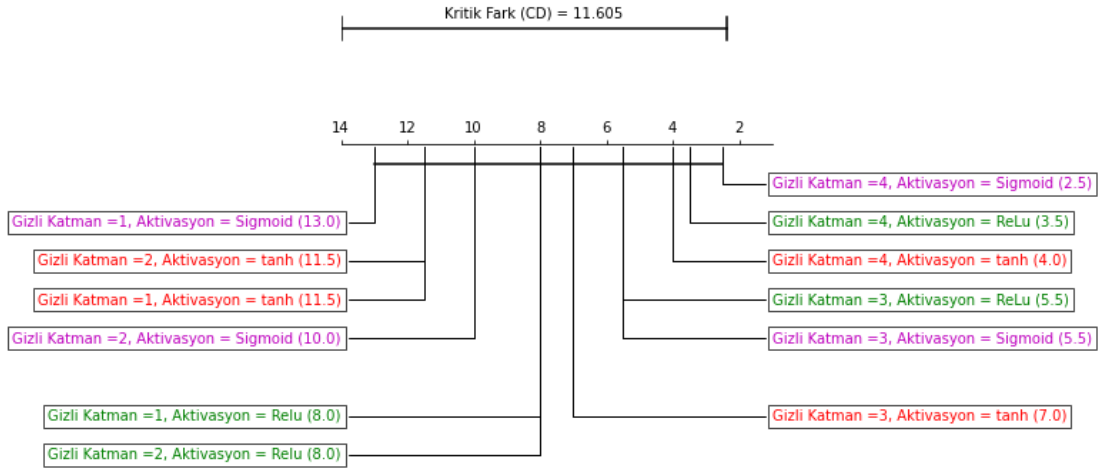 Kritik Fark (CD) = 11.605
14 12 10 8 6 4 2
Gizli Katman =4, Aktivasyon = Sigmoid (2.5)
Gizli Katman =1, Aktivasyon = Sigmoid (13.0)
Gizli Katman =4, Aktivasyon = ReLu (3.5)
Gizli Katman =2, Aktivasyon = tanh (11.5)
Gizli Katman =4, Aktivasyon = tanh (4.0)
Gizli Katman =1, Aktivasyon = tanh (11.5)
Gizli Katman =3, Aktivasyon = ReLu (5.5)
Gizli Katman =2, Aktivasyon = Sigmoid (10.0)
Gizli Katman =3, Aktivasyon = Sigmoid (5.5)
Gizli Katman =1, Aktivasyon = Relu (8.0)
Gizli Katman =3, Aktivasyon = tanh (7.0)
Gizli Katman =2, Aktivasyon = Relu (8.0)